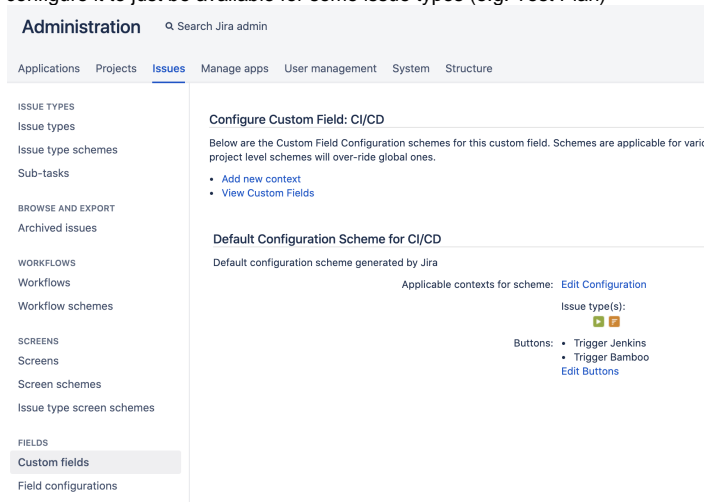 configure it to just be available for some issue types (e.g. Test Plan)
Administration
Search Jira admin
Applications Projects Issues Manage apps User management System Structure
ISSUE TYPES
Issue types
Issue type schemes
Sub-tasks
BROWSE AND EXPORT
Archived issues
WORKFLOWS
Workflows
Workflow schemes
SCREENS
Screens
Screen schemes
Issue type screen schemes
FIELDS
Custom fields
Field configurations
Configure Custom Field: CI/CD
Below are the Custom Field Configuration schemes for this custom field. Schemes are applicable for vario
project level schemes will over-ride global ones.
• Add new context
• View Custom Fields
Default Configuration Scheme for CI/CD
Default configuration scheme generated by Jira
Applicable contexts for scheme: Edit Configuration
Issue type(s):
Buttons: • Trigger Jenkins
• Trigger Bamboo
Edit Buttons